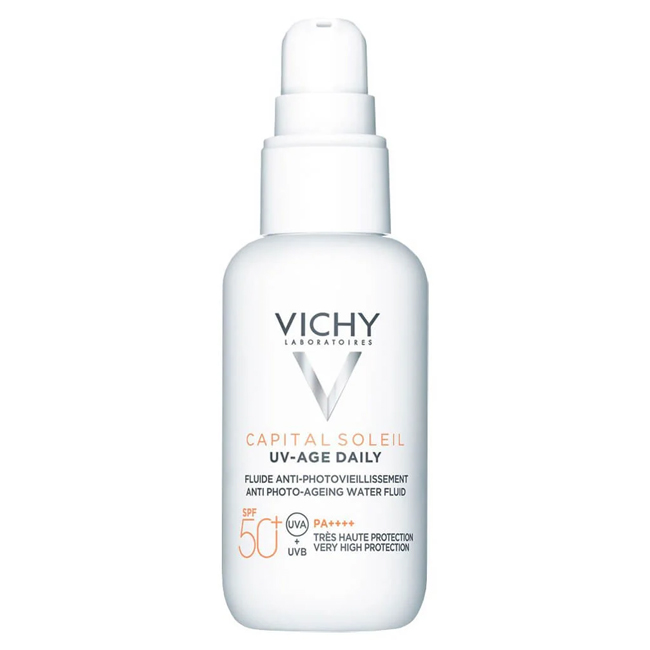 VICHY
LABORATOIRES
CAPITAL SOLEIL
UV-AGE DAILY
FLUIDE ANTI-PHOTOVIEILLISSEMENT
ANTI PHOTO-AGEING WATER FLUID
SPF
50+
UVA
+
UVB
PA++++
TRÈS HAUTE PROTECTION
VERY HIGH PROTECTION